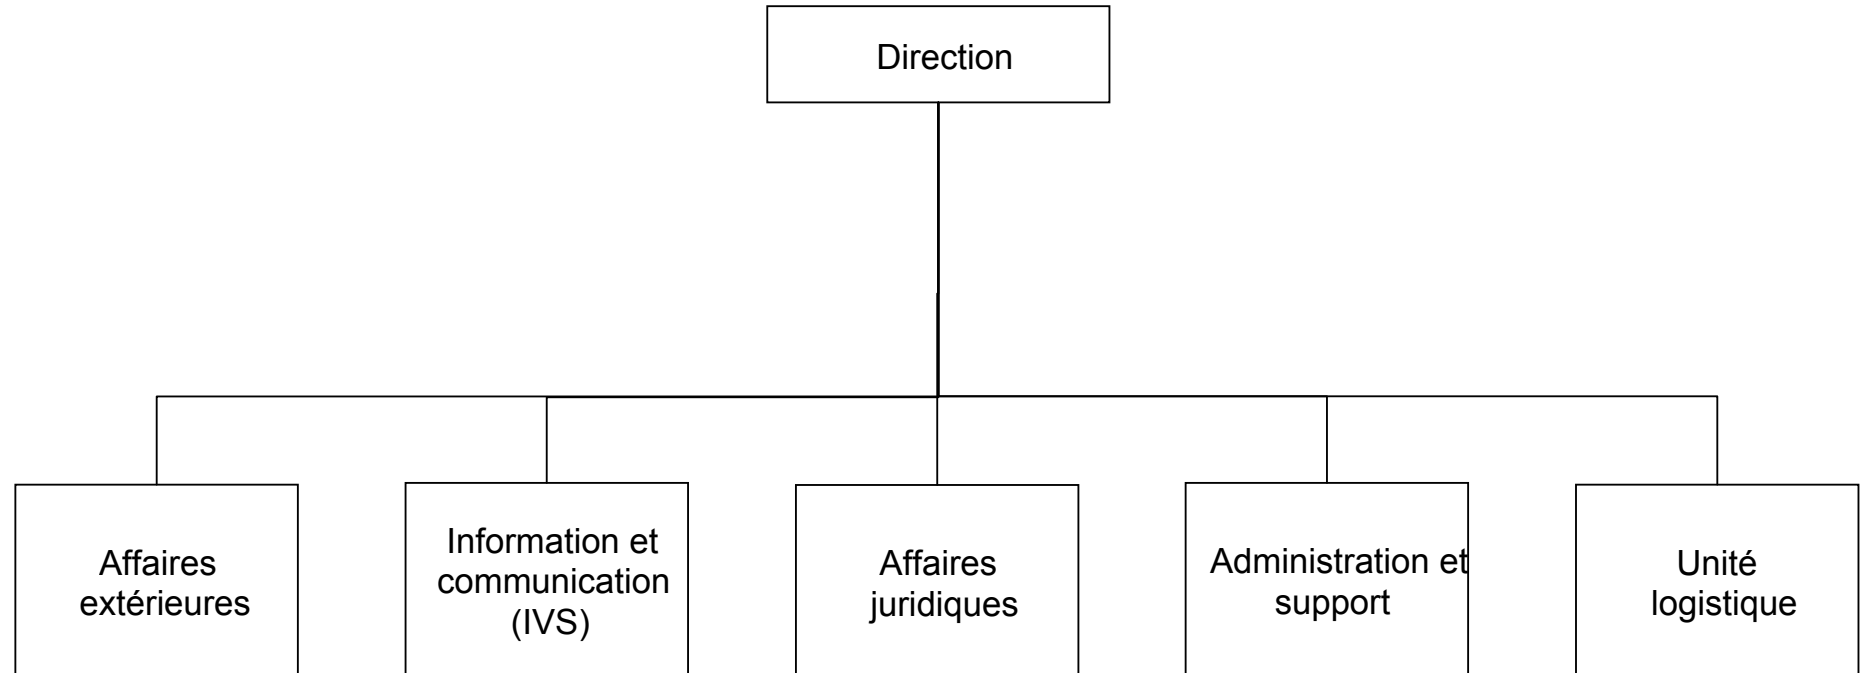 Direction
Affaires
extérieures
Information et
communication
(IVS)
Affaires
juridiques
Administration et
support
Unité
logistique